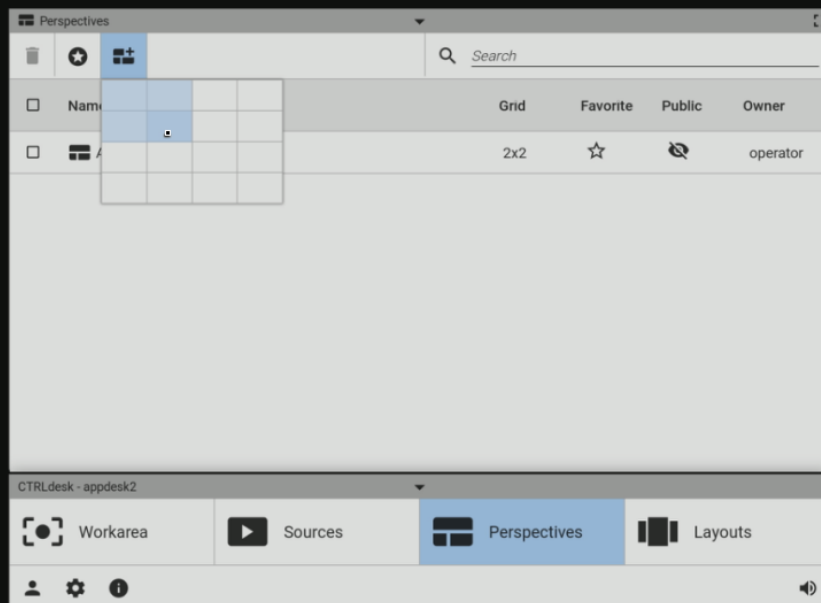 Perspectives
Search
Name Grid Favorite Public Owner
2x2 operator
CTRLdesk - appdesk2
Workarea Sources Perspectives Layouts